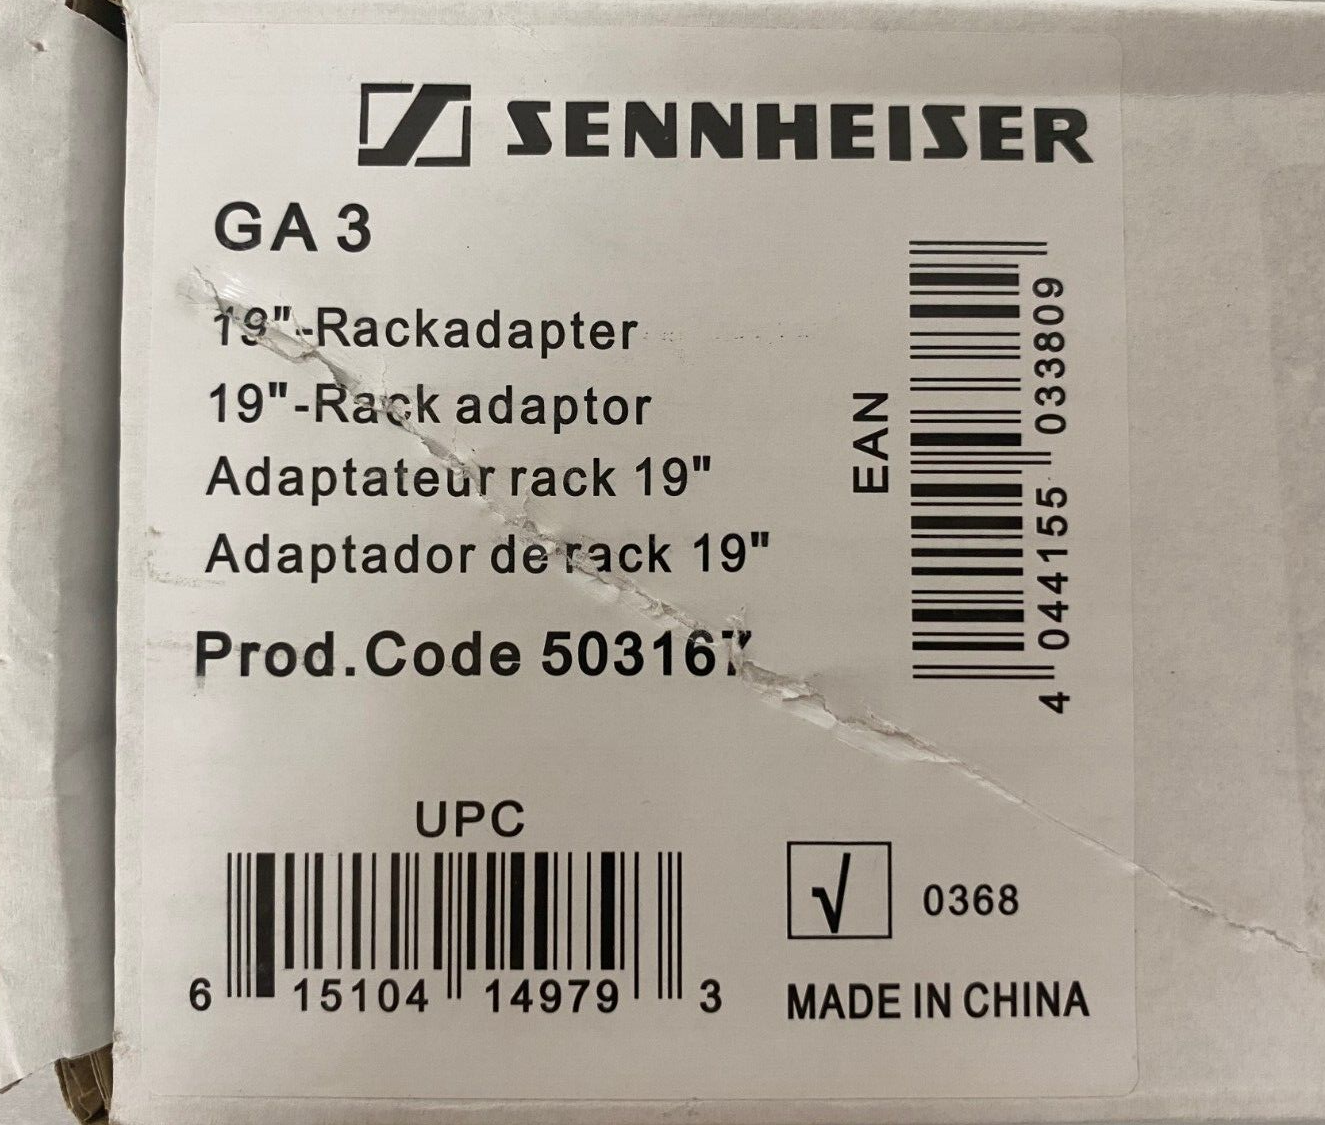 SENNHEISER
GA 3
19"-Rackadapter
19"-Rack adaptor
Adaptateur rack 19"
Adaptador de rack 19"
Prod.Code 503167
EAN
4 044155 033809
UPC
6 15104 14979 3
√ 0368
MADE IN CHINA